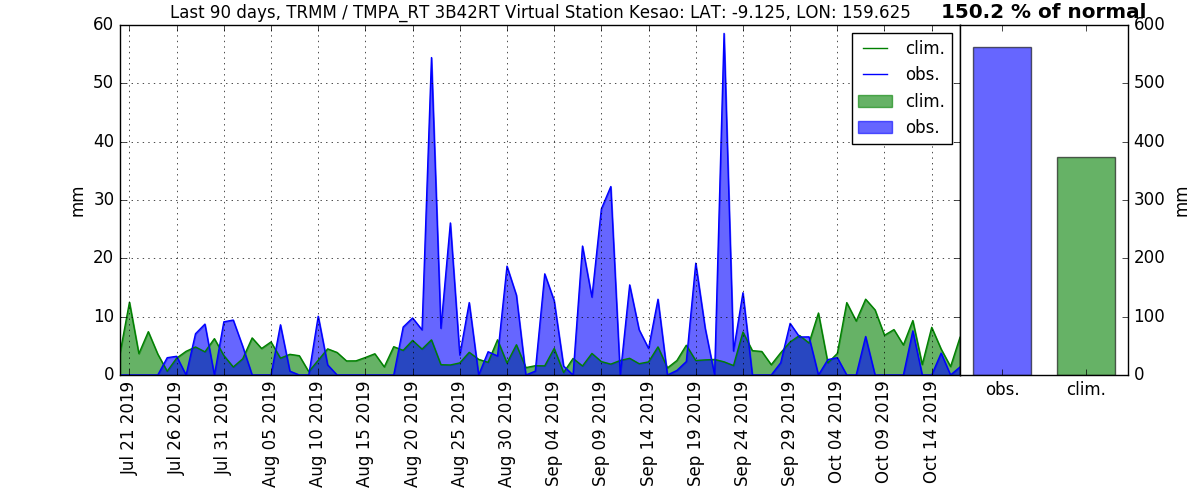 Last 90 days, TRMM / TMPA_RT 3B42RT Virtual Station Kesao: LAT: -9.125, LON: 159.625
150.2 % of normal
60
50
40
30
20
10
0
mm
clim.
obs.
clim.
obs.
600
500
400
300
200
100
0
mm
Jul 21 2019
Jul 26 2019
Jul 31 2019
Aug 05 2019
Aug 10 2019
Aug 15 2019
Aug 20 2019
Aug 25 2019
Aug 30 2019
Sep 04 2019
Sep 09 2019
Sep 14 2019
Sep 19 2019
Sep 24 2019
Sep 29 2019
Oct 04 2019
Oct 09 2019
Oct 14 2019
obs.
clim.